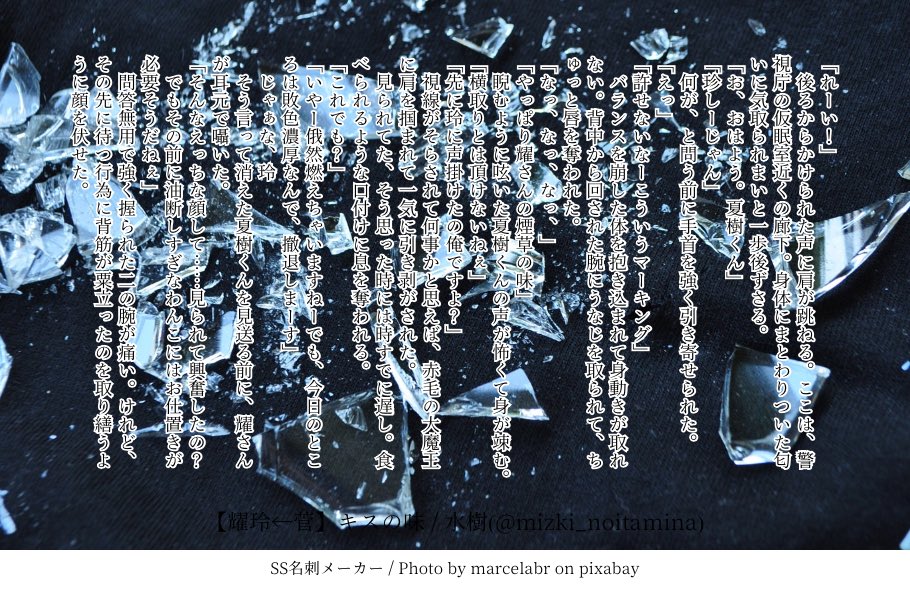 「れーい！」
　後ろからかけられた声に肩が跳ねる。ここは、警
視庁の仮眠室近くの廊下。身体にまとわりついた匂
いに気取られまいと一歩後ずさる。
「お、おはよう。夏樹くん」
「珍しーじゃん」
　何が、と問う前に手首を強く引き寄せられた。
「えっ」
「許せないなーこういうマーキング」
　バランスを崩した体を抱き込まれて身動きが取れ
ない。背中から回された腕にうなじを取られて、ち
ゅっと唇を奪われた。
「なっ、なっ、なっ、」
「やっぱり耀さんの煙草の味」
　睨むように呟いた夏樹くんの声が怖くて身が竦む。
「横取りとは頂けないねぇ」
「先に玲に声掛けたの俺ですよ？」
　視線がそらされて何事かと思えば、赤毛の大魔王
に肩を掴まれて一気に引き剥がされた。
　見られてた、そう思った時には時すでに遅し。食
べられるような口付けに息を奪われる。
「これでも？」
「いやー俄然燃えちゃいますねーでも、今日のとこ
ろは敗色濃厚なんで、撤退しまーす」
　じゃぁな、玲
　そう言って消えた夏樹くんを見送る前に、耀さん
が耳元で囁いた。
「そんなえっちな顔して……見られて興奮したの？
　でもその前に油断しすぎなわんこにはお仕置きが
必要そうだねぇ」
　問答無用で強く握られた二の腕が痛い。けれど、
その先に待つ行為に背筋が粟立ったのを取り繕うよ
うに顔を伏せた。
【耀玲←菅】キスの味 / 水樹(@mizki_noitamina)
SS名刺メーカー / Photo by marcelabr on pixabay